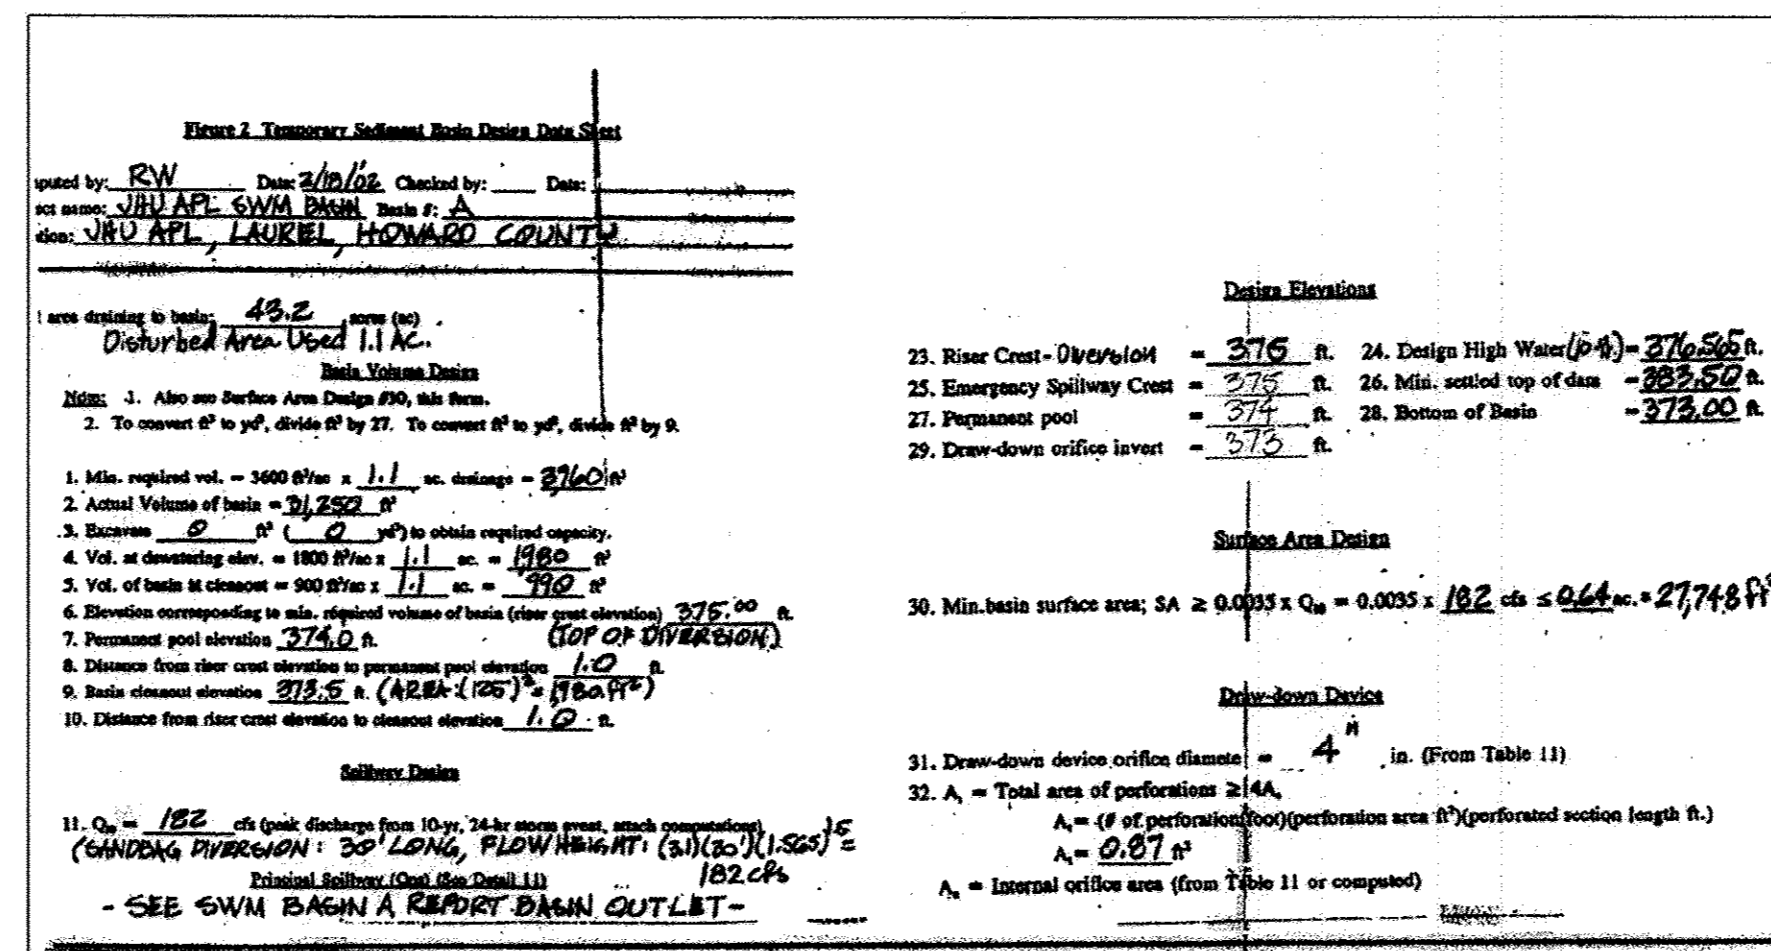 Figure 2 Temporary Sediment Basin Design Data Sheet
puted by: RW Date: 2/18/02 Checked by: Date:
ect name: JHU APL SWM BASIN Basin #: A
tion: JHU APL, LAUREL, HOWARD COUNTY
l area draining to basin: 43.2 acres (ac)
Disturbed Area Used 1.1 AC.
Basin Volume Design
Note: 1. Also see Surface Area Design #30, this form.
2. To convert ft³ to yd³, divide ft³ by 27. To convert ft² to yd², divide ft² by 9.
1. Min. required vol. = 3600 ft³/ac x 1.1 ac. drainage = 3960 ft³
2. Actual Volume of basin = 31,250 ft³
3. Excavate 0 ft³ ( 0 yd³) to obtain required capacity.
4. Vol. at dewatering elev. = 1800 ft³/ac x 1.1 ac. = 1980 ft³
5. Vol. of basin at cleanout = 900 ft³/ac x 1.1 ac. = 990 ft³
6. Elevation corresponding to min. required volume of basin (riser crest elevation) 375.00 ft.
(TOP OF DIVERSION)
7. Permanent pool elevation 374.0 ft.
8. Distance from riser crest elevation to permanent pool elevation 1.0 ft.
9. Basin cleanout elevation 373.5 ft. (AREA: (125)² = 1980 ft²)
10. Distance from riser crest elevation to cleanout elevation 1.0 ft.
Spillway Design
11. Q₁₀ = 182 cfs (peak discharge from 10-yr, 24-hr storm event, attach computations)
(SANDBAG DIVERSION: 30' LONG, FLOW HEIGHT: (3.1)(30')(1.565)^1.5 =
182 cfs
Principal Spillway (Qps) (See Detail 11)
- SEE SWM BASIN A REPORT BASIN OUTLET -
Design Elevations
23. Riser Crest - Diversion = 375 ft. 24. Design High Water (10 yr.) = 376.565 ft.
25. Emergency Spillway Crest = 375 ft. 26. Min. settled top of dam = 383.50 ft.
27. Permanent pool = 374 ft. 28. Bottom of Basin = 373.00 ft.
29. Draw-down orifice invert = 373 ft.
Surface Area Design
30. Min. basin surface area; SA ≥ 0.0035 x Q₁₀ = 0.0035 x 182 cfs ≤ 0.64 ac. = 27,748 ft²
Draw-down Device
31. Draw-down device orifice diamete = 4" in. (From Table 11)
32. Aₜ = Total area of perforations ≥ 4Aₒ
Aₜ = (# of perforation/foot)(perforation area ft²)(perforated section length ft.)
Aₜ = 0.87 ft²
Aₒ = Internal orifice area (from Table 11 or computed)